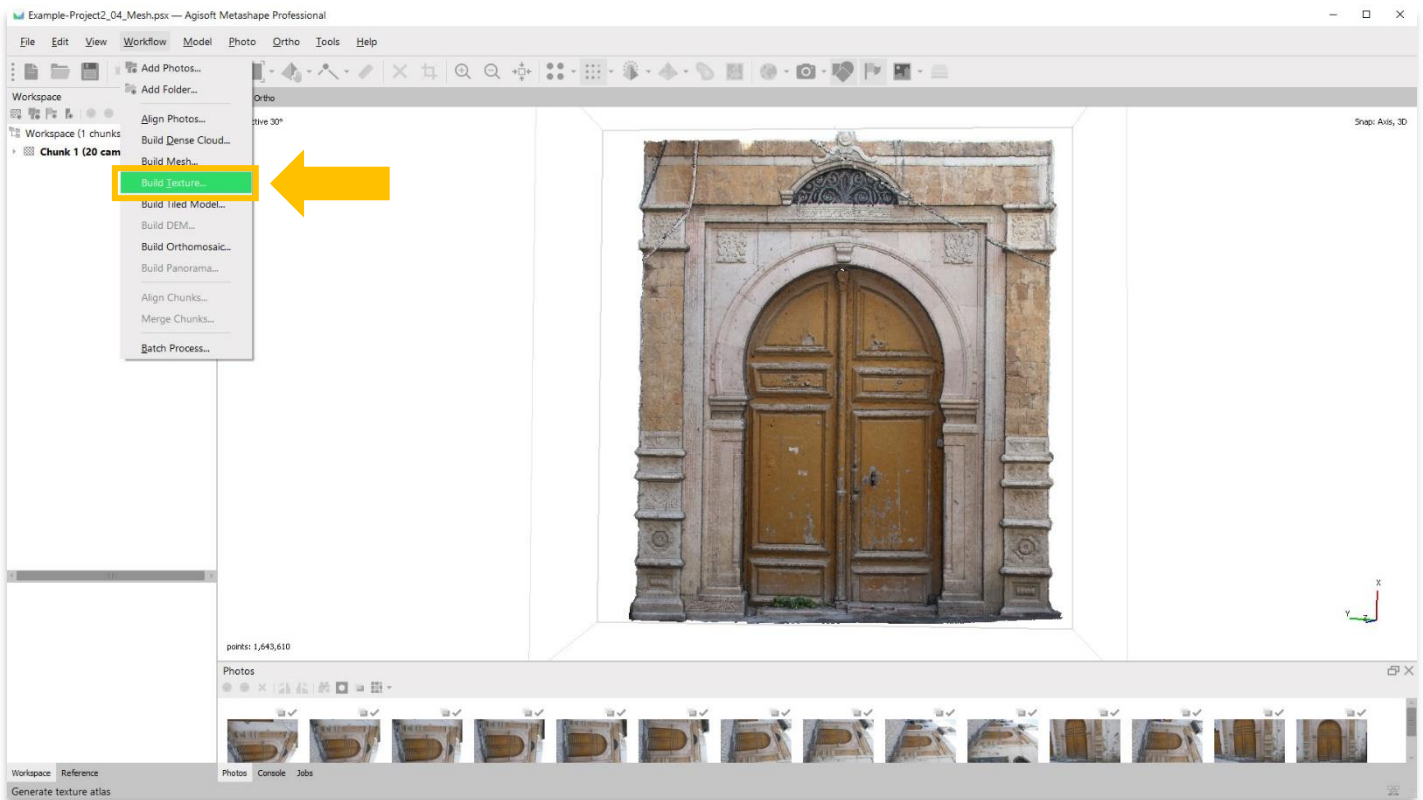 Example-Project2_04_Mesh.psx — Agisoft Metashape Professional
File Edit View Workflow Model Photo Ortho Tools Help
Workspace
Workspace (1 chunks
Chunk 1 (20 cam
Add Photos...
Add Folder...
Align Photos...
Build Dense Cloud...
Build Mesh...
Build Texture...
Build Tiled Model...
Build DEM...
Build Orthomosaic...
Build Panorama...
Align Chunks...
Merge Chunks...
Batch Process...
Ortho
ctive 30°
Snap: Axis, 3D
X
Y
Z
points: 1,643,610
Photos
Workspace Reference
Photos Console Jobs
Generate texture atlas